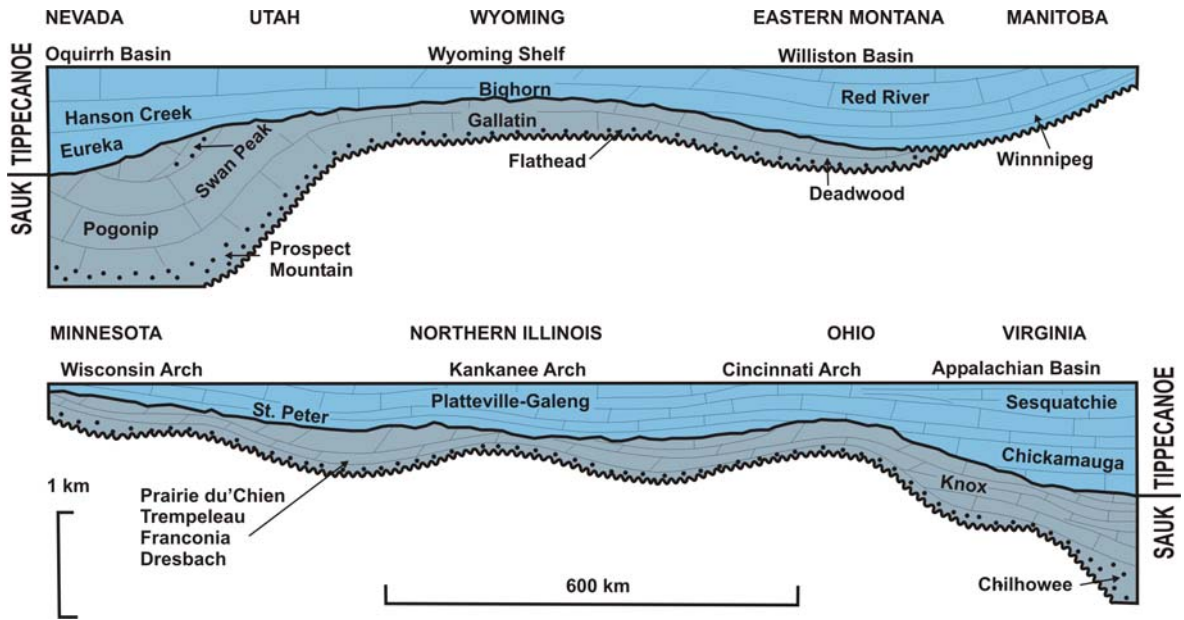 NEVADA UTAH WYOMING EASTERN MONTANA MANITOBA
Oquirrh Basin Wyoming Shelf Williston Basin
TIPPECANOE
SAUK
Bighorn
Red River
Hanson Creek
Gallatin
Eureka
Swan Peak
Flathead
Winnnipeg
Deadwood
Pogonip
Prospect
Mountain
MINNESOTA NORTHERN ILLINOIS OHIO VIRGINIA
Wisconsin Arch Kankanee Arch Cincinnati Arch Appalachian Basin
St. Peter
Platteville-Galeng
Sesquatchie
Chickamauga
TIPPECANOE
SAUK
Knox
1 km
Prairie du'Chien
Trempeleau
Franconia
Dresbach
600 km
Chilhowee